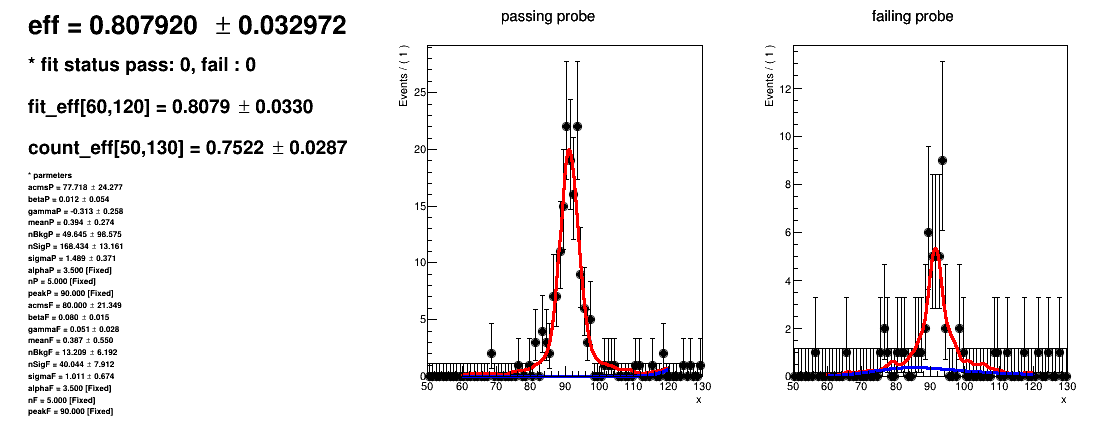 eff = 0.807920 ± 0.032972
* fit status pass: 0, fail : 0
fit_eff[60,120] = 0.8079 ± 0.0330
count_eff[50,130] = 0.7522 ± 0.0287
* parmeters
acmsP = 77.718 ± 24.277
betaP = 0.012 ± 0.054
gammaP = -0.313 ± 0.258
meanP = 0.394 ± 0.274
nBkgP = 49.645 ± 98.575
nSigP = 168.434 ± 13.161
sigmaP = 1.489 ± 0.371
alphaP = 3.500 [Fixed]
nP = 5.000 [Fixed]
peakP = 90.000 [Fixed]
acmsF = 80.000 ± 21.349
betaF = 0.080 ± 0.015
gammaF = 0.051 ± 0.028
meanF = 0.387 ± 0.550
nBkgF = 13.209 ± 6.192
nSigF = 40.044 ± 7.912
sigmaF = 1.011 ± 0.674
alphaF = 3.500 [Fixed]
nF = 5.000 [Fixed]
peakF = 90.000 [Fixed]
passing probe
Events / ( 1 )
25
20
15
10
5
0
50 60 70 80 90 100 110 120 130
x
failing probe
Events / ( 1 )
12
10
8
6
4
2
0
50 60 70 80 90 100 110 120 130
x